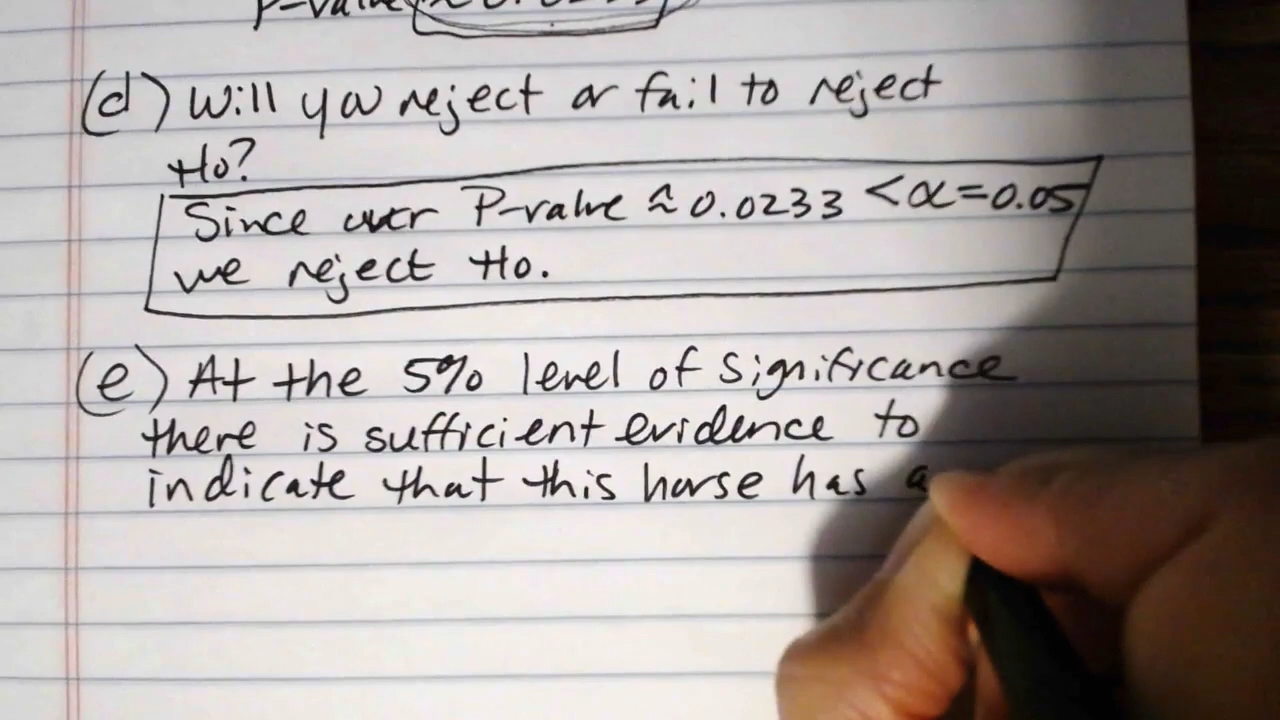 P-value
(d) Will you reject or fail to reject
Ho?
Since our P-value ≈ 0.0233 < α = 0.05
we reject Ho.
(e) At the 5% level of significance
there is sufficient evidence to
indicate that this horse has a